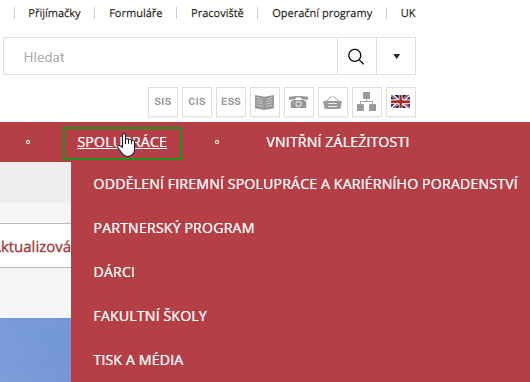 Přijímačky Formuláře Pracoviště Operační programy UK
Hledat
SIS CIS ESS
SPOLUPRÁCE VNITŘNÍ ZÁLEŽITOSTI
ODDĚLENÍ FIREMNÍ SPOLUPRÁCE A KARIÉRNÍHO PORADENSTVÍ
PARTNERSKÝ PROGRAM
ktualizová
DÁRCI
FAKULTNÍ ŠKOLY
TISK A MÉDIA